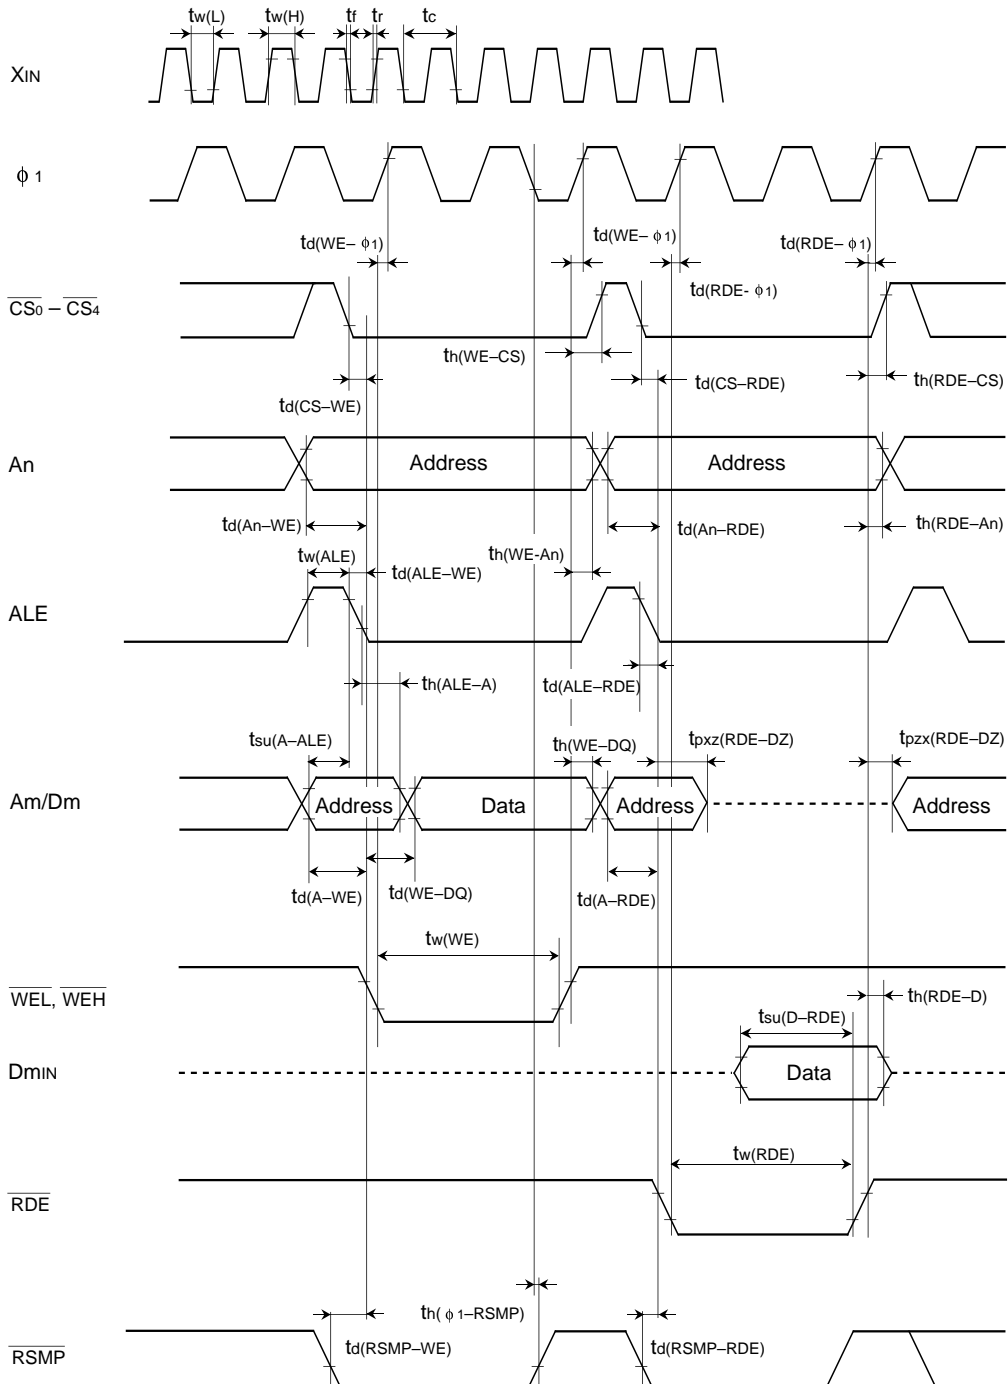 tw(L) tw(H) tf tr tc
XIN
ϕ 1
td(WE– ϕ1) td(WE– ϕ1) td(RDE– ϕ1)
td(RDE- ϕ1)
CS0 – CS4
th(WE–CS)
td(CS–WE) td(CS–RDE) th(RDE–CS)
An Address Address
td(An–WE) td(An–RDE) th(RDE–An)
tw(ALE) th(WE-An)
td(ALE–WE)
ALE
th(ALE–A) td(ALE–RDE)
tsu(A–ALE) th(WE–DQ) tpxz(RDE–DZ) tpzx(RDE–DZ)
Am/Dm Address Data Address Address
td(A–WE) td(WE–DQ) td(A–RDE)
tw(WE)
WEL, WEH
th(RDE–D)
tsu(D–RDE)
DmIN Data
tw(RDE)
RDE
th( ϕ1–RSMP)
td(RSMP–WE) td(RSMP–RDE)
RSMP